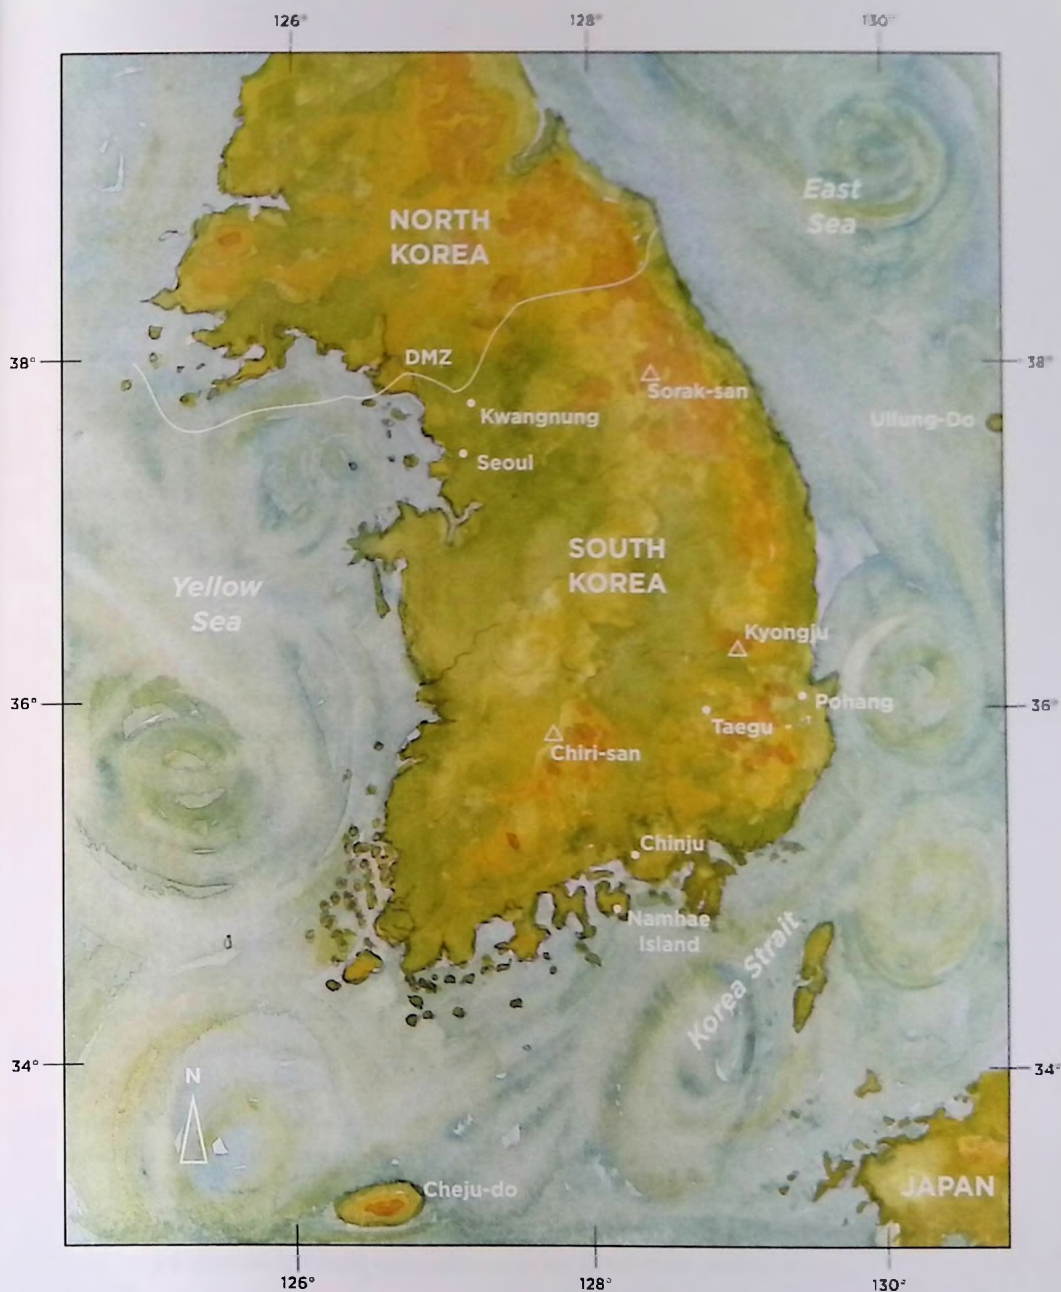 126°
128°
130°
East
Sea
NORTH
KOREA
38°
DMZ
38°
Sorak-san
Kwangnung
Ullung-Do
Seoul
SOUTH
KOREA
Yellow
Sea
Kyongju
36°
Pohang
36°
Taegu
Chiri-san
Chinju
Namhae
Island
Korea Strait
34°
34°
N
JAPAN
Cheju-do
126°
128°
130°